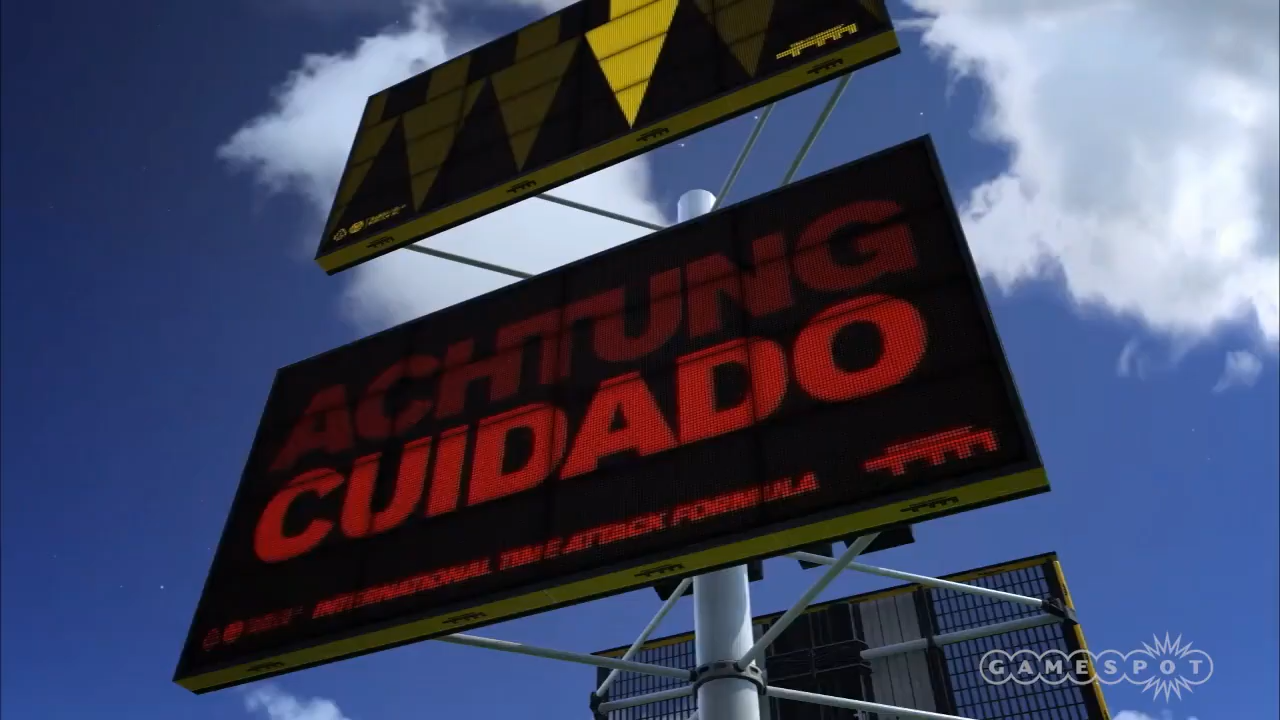 ACHTUNG
CUIDADO
INTERNATIONAL TIME ATTACK FORMULA
GAMESPOT